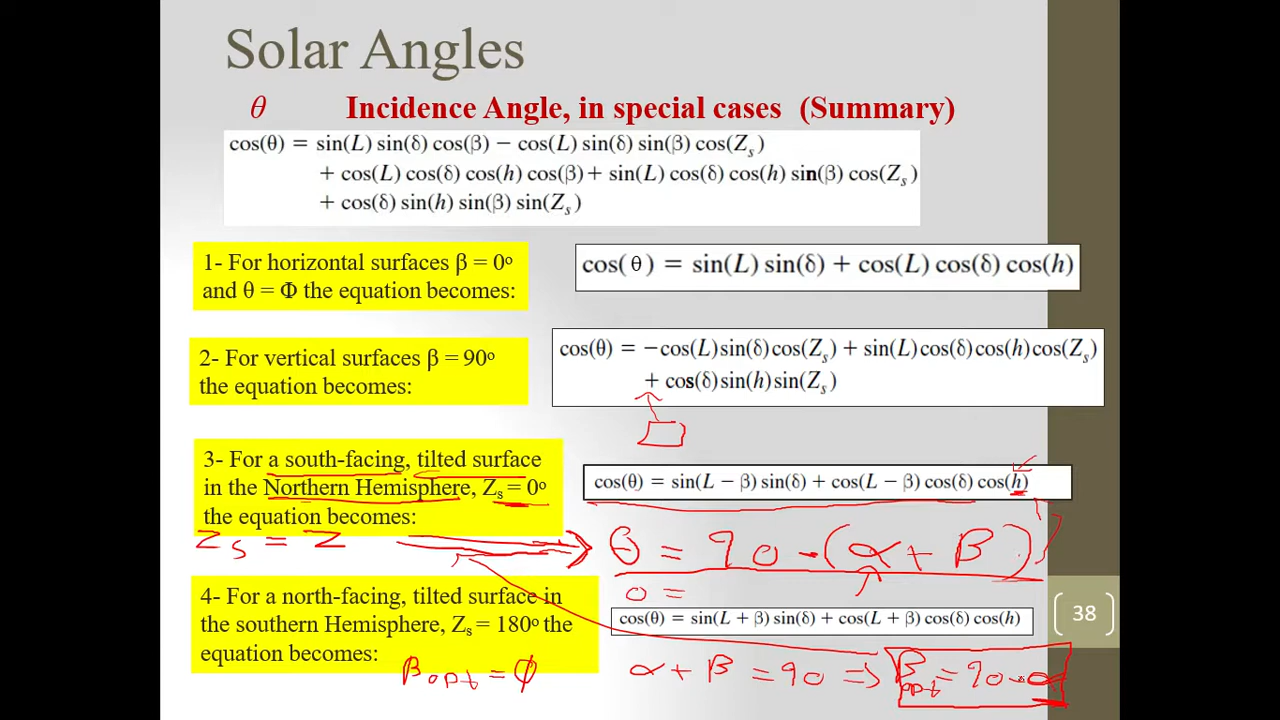 Solar Angles
θ Incidence Angle, in special cases (Summary)
cos(θ) = sin(L) sin(δ) cos(β) − cos(L) sin(δ) sin(β) cos(Zₛ)
+ cos(L) cos(δ) cos(h) cos(β) + sin(L) cos(δ) cos(h) sin(β) cos(Zₛ)
+ cos(δ) sin(h) sin(β) sin(Zₛ)
1- For horizontal surfaces β = 0º
and θ = Φ the equation becomes:
cos( θ ) = sin(L) sin(δ) + cos(L) cos(δ) cos(h)
2- For vertical surfaces β = 90º
the equation becomes:
cos(θ) = −cos(L)sin(δ)cos(Zₛ) + sin(L)cos(δ)cos(h)cos(Zₛ)
+ cos(δ)sin(h)sin(Zₛ)
3- For a south-facing, tilted surface
in the Northern Hemisphere, Zₛ = 0º
the equation becomes:
cos(θ) = sin(L − β) sin(δ) + cos(L − β) cos(δ) cos(h)
Zₛ = Z
θ = 90 - (α + β)
0 =
4- For a north-facing, tilted surface in
the southern Hemisphere, Zₛ = 180º the
equation becomes:
cos(θ) = sin(L + β) sin(δ) + cos(L + β) cos(δ) cos(h)
38
βopt = Φ
α + β = 90 ⇒ βopt = 90 - α